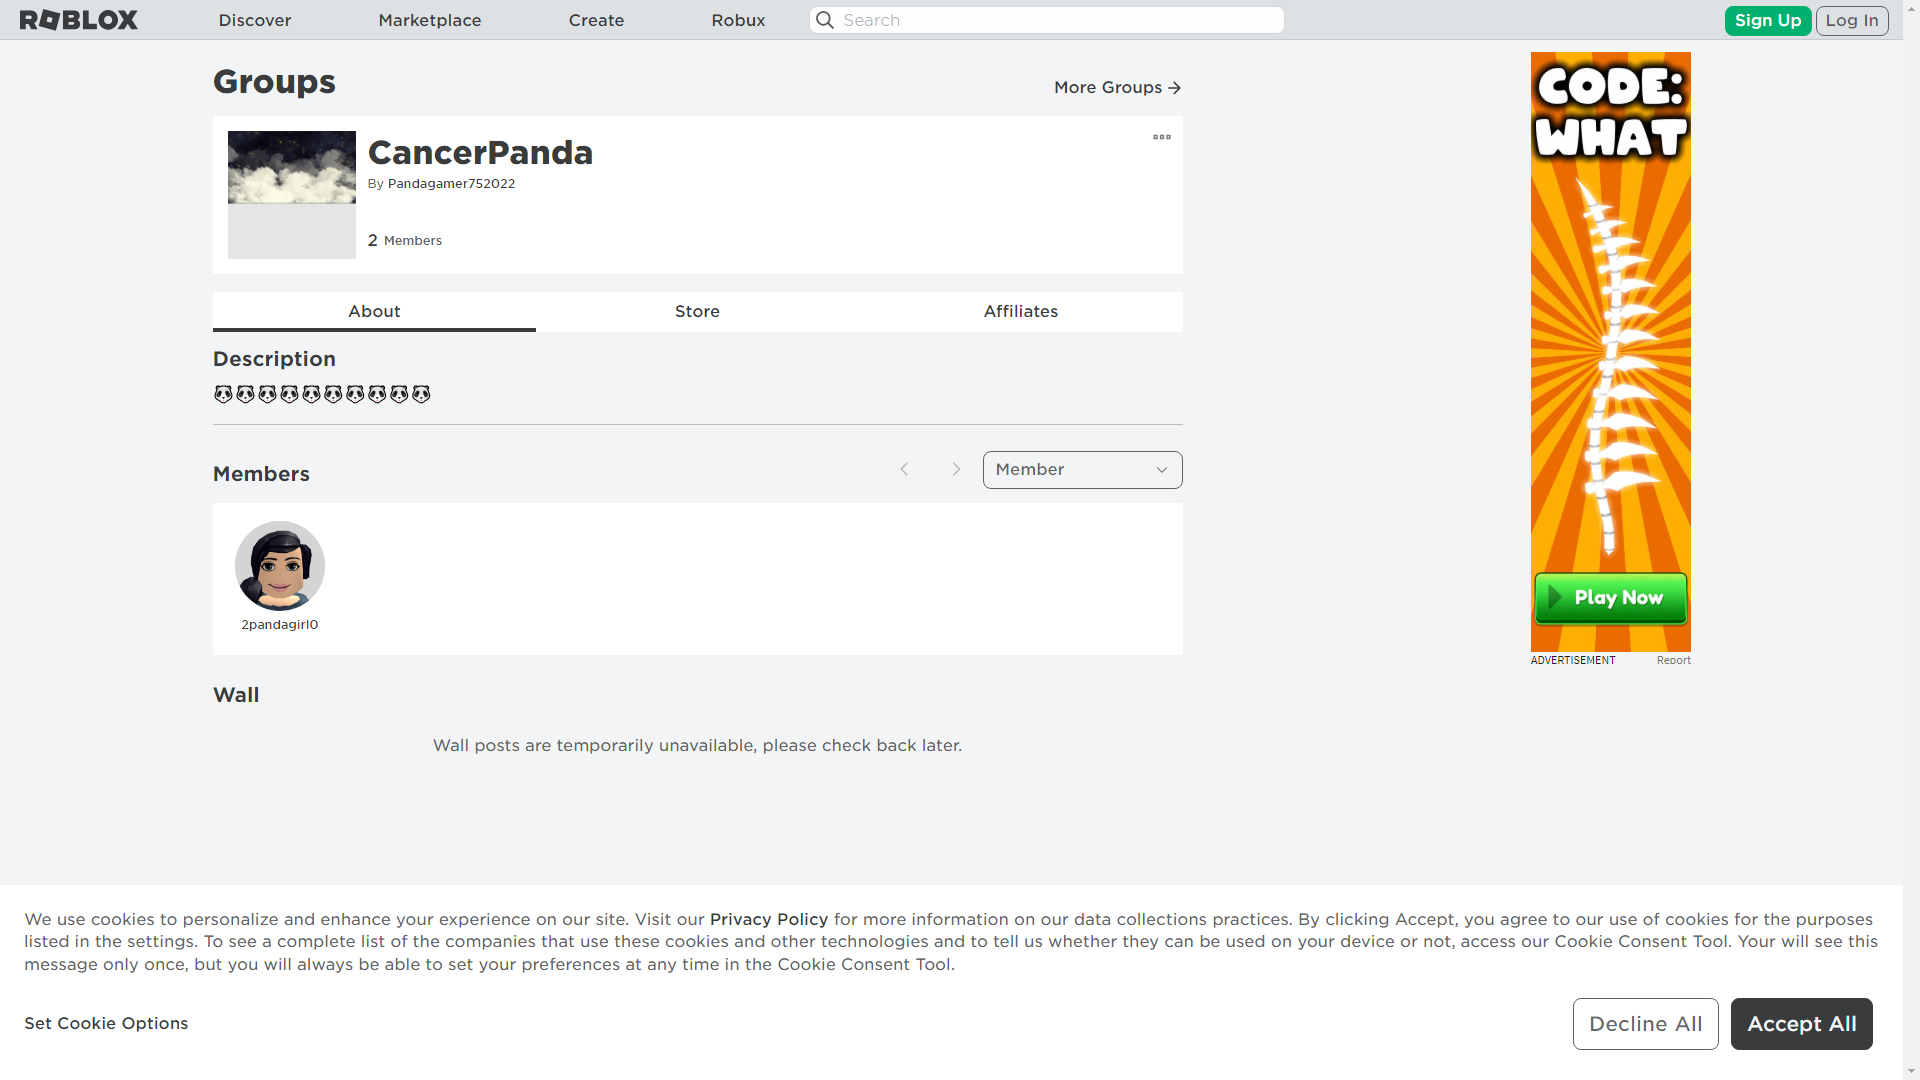 ROBLOX
Discover
Marketplace
Create
Robux
Search
Sign Up
Log In
Groups
More Groups
CancerPanda
By Pandagamer752022
2 Members
About
Store
Affiliates
Description
🐼🐼🐼🐼🐼🐼🐼🐼🐼🐼
Members
Member
2pandagirl0
Wall
Wall posts are temporarily unavailable, please check back later.
CODE:
WHAT
Play Now
ADVERTISEMENT
Report
We use cookies to personalize and enhance your experience on our site. Visit our Privacy Policy for more information on our data collections practices. By clicking Accept, you agree to our use of cookies for the purposes
listed in the settings. To see a complete list of the companies that use these cookies and other technologies and to tell us whether they can be used on your device or not, access our Cookie Consent Tool. Your will see this
message only once, but you will always be able to set your preferences at any time in the Cookie Consent Tool.
Set Cookie Options
Decline All
Accept All